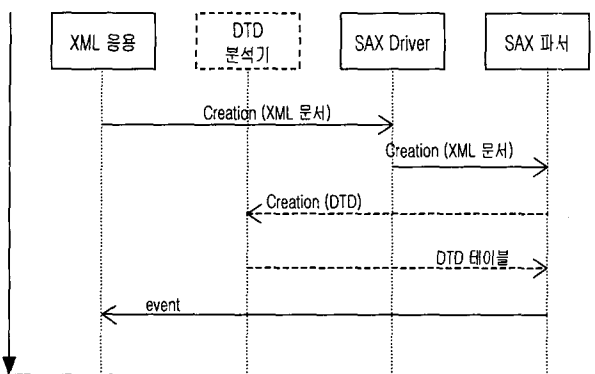 XML 응용
DTD
분석기
SAX Driver
SAX 파서
Creation (XML 문서)
Creation (XML 문서)
Creation (DTD)
DTD 테이블
event